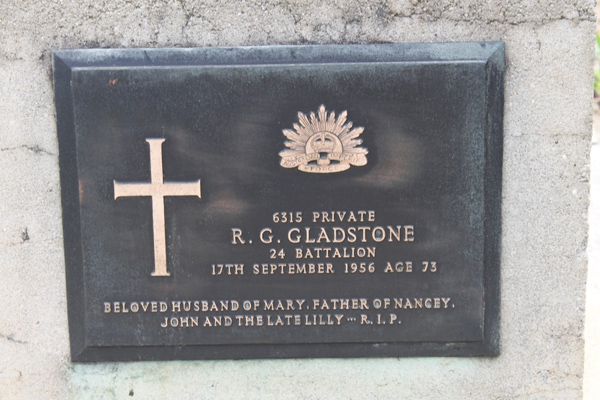 6315 PRIVATE
R. G. GLADSTONE
24 BATTALION
17TH SEPTEMBER 1956 AGE 73
BELOVED HUSBAND OF MARY. FATHER OF NANCEY.
JOHN AND THE LATE LILLY ··· R. I. P.